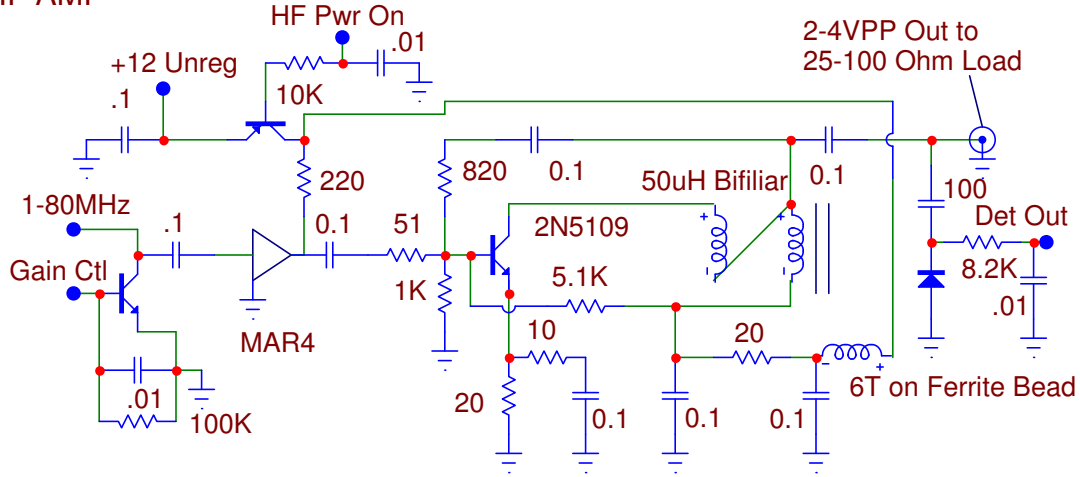 HF Pwr On
.01
2-4VPP Out to
25-100 Ohm Load
+12 Unreg
.1
10K
220
820
0.1
50uH Bifiliar
0.1
1-80MHz
.1
0.1
51
2N5109
100
Det Out
Gain Ctl
1K
5.1K
8.2K
.01
MAR4
10
20
6T on Ferrite Bead
.01
100K
20
0.1
0.1
0.1
+
-
+
-
-
+